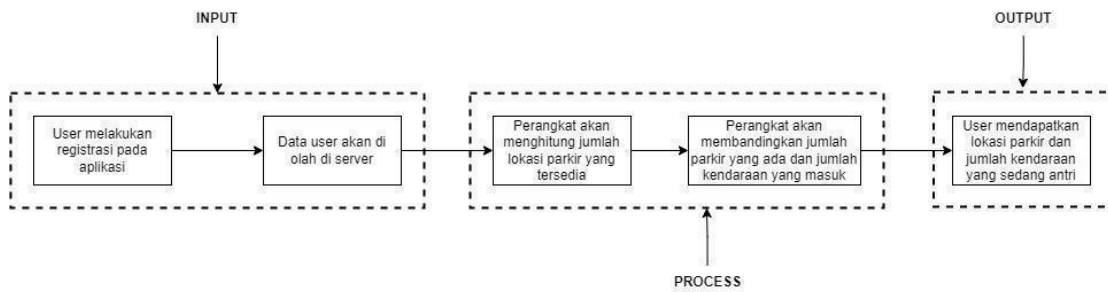 INPUT
OUTPUT
User melakukan
registrasi pada
aplikasi
Data user akan di
olah di server
Perangkat akan
menghitung jumlah
lokasi parkir yang
tersedia
Perangkat akan
membandingkan jumlah
parkir yang ada dan jumlah
kendaraan yang masuk
User mendapatkan
lokasi parkir dan
jumlah kendaraan
yang sedang antri
PROCESS